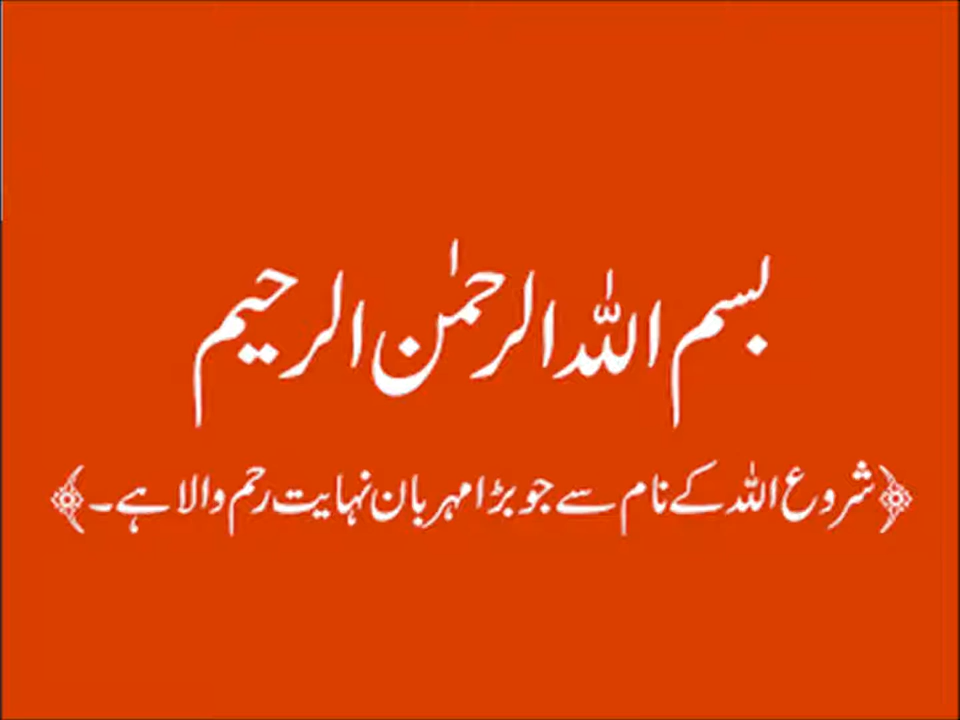 بسم اللہ الرحمٰن الرحیم
﴿شروع اللہ کے نام سے جو بڑا مہربان نہایت رحم والا ہے۔﴾